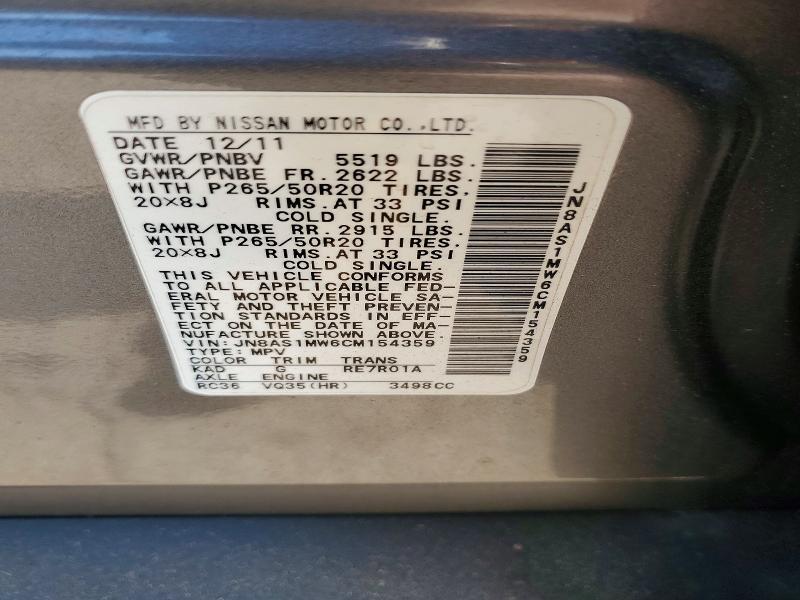 MFD BY NISSAN MOTOR CO.,LTD.
DATE 12/11
GVWR/PNBV 5519 LBS.
GAWR/PNBE FR. 2622 LBS.
WITH P265/50R20 TIRES.
20×8J RIMS. AT 33 PSI
COLD SINGLE.
GAWR/PNBE RR. 2915 LBS.
WITH P265/50R20 TIRES.
20×8J RIMS. AT 33 PSI
COLD SINGLE.
THIS VEHICLE CONFORMS
TO ALL APPLICABLE FED-
ERAL MOTOR VEHICLE SA-
FETY AND THEFT PREVEN-
TION STANDARDS IN EFF-
ECT ON THE DATE OF MA-
NUFACTURE SHOWN ABOVE.
VIN: JN8AS1MW6CM154359
TYPE: MPV
COLOR TRIM TRANS
KAD G RE7R01A
AXLE ENGINE
RC36 VQ35(HR) 3498CC
JN8AS1MW6CM154359